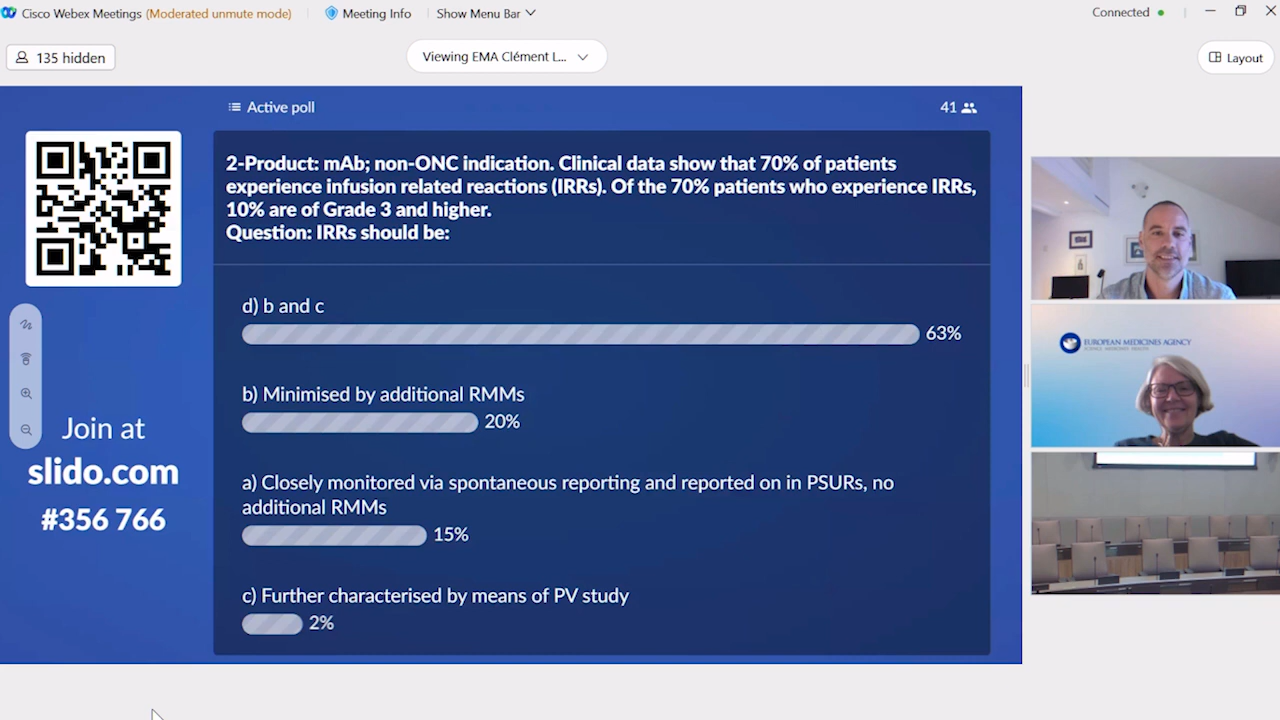 Cisco Webex Meetings (Moderated unmute mode)
Meeting Info
Show Menu Bar
Connected
135 hidden
Viewing EMA Clément L...
Layout
Active poll
41
2-Product: mAb; non-ONC indication. Clinical data show that 70% of patients
experience infusion related reactions (IRRs). Of the 70% patients who experience IRRs,
10% are of Grade 3 and higher.
Question: IRRs should be:
d) b and c
63%
b) Minimised by additional RMMs
20%
a) Closely monitored via spontaneous reporting and reported on in PSURs, no
additional RMMs
15%
c) Further characterised by means of PV study
2%
Join at
slido.com
#356 766
EUROPEAN MEDICINES AGENCY
SCIENCE MEDICINES HEALTH